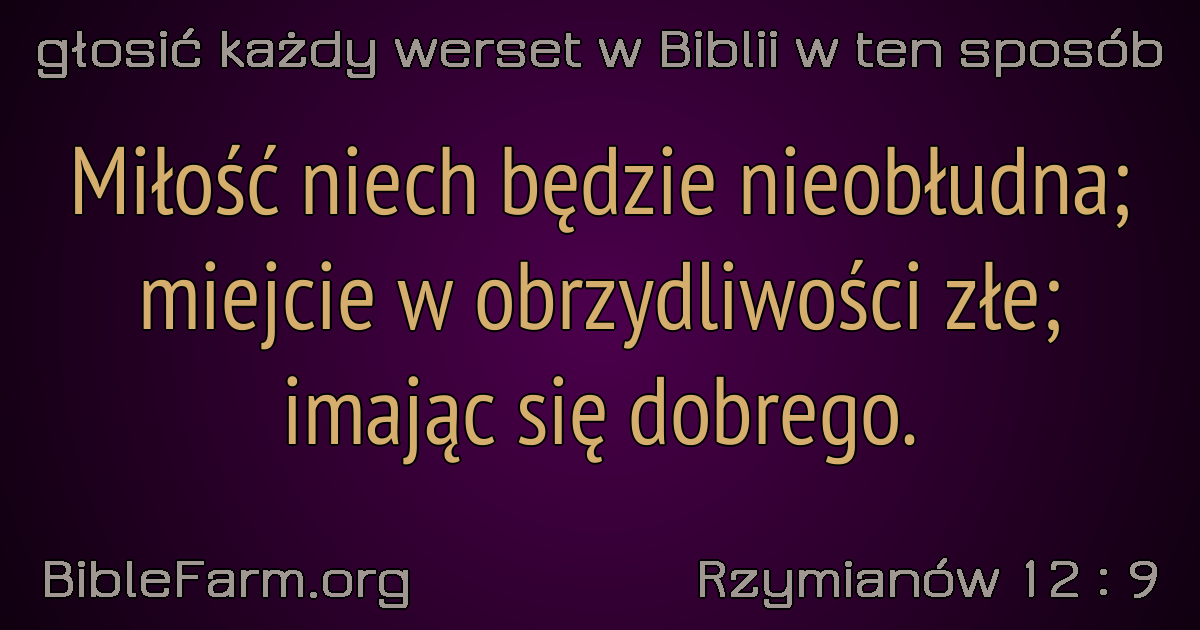 głosić każdy werset w Biblii w ten sposób
Miłość niech będzie nieobłudna;
miejcie w obrzydliwości złe;
imając się dobrego.
BibleFarm.org
Rzymianów 12 : 9